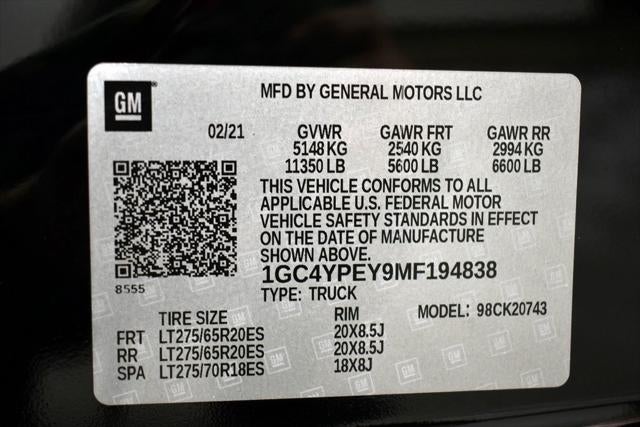 GM
MFD BY GENERAL MOTORS LLC
02/21 GVWR GAWR FRT GAWR RR
5148 KG 2540 KG 2994 KG
11350 LB 5600 LB 6600 LB
THIS VEHICLE CONFORMS TO ALL
APPLICABLE U.S. FEDERAL MOTOR
VEHICLE SAFETY STANDARDS IN EFFECT
ON THE DATE OF MANUFACTURE
SHOWN ABOVE.
1GC4YPEY9MF194838
8555
TYPE: TRUCK
MODEL: 98CK20743
TIRE SIZE RIM
FRT LT275/65R20ES 20X8.5J
RR LT275/65R20ES 20X8.5J
SPA LT275/70R18ES 18X8J